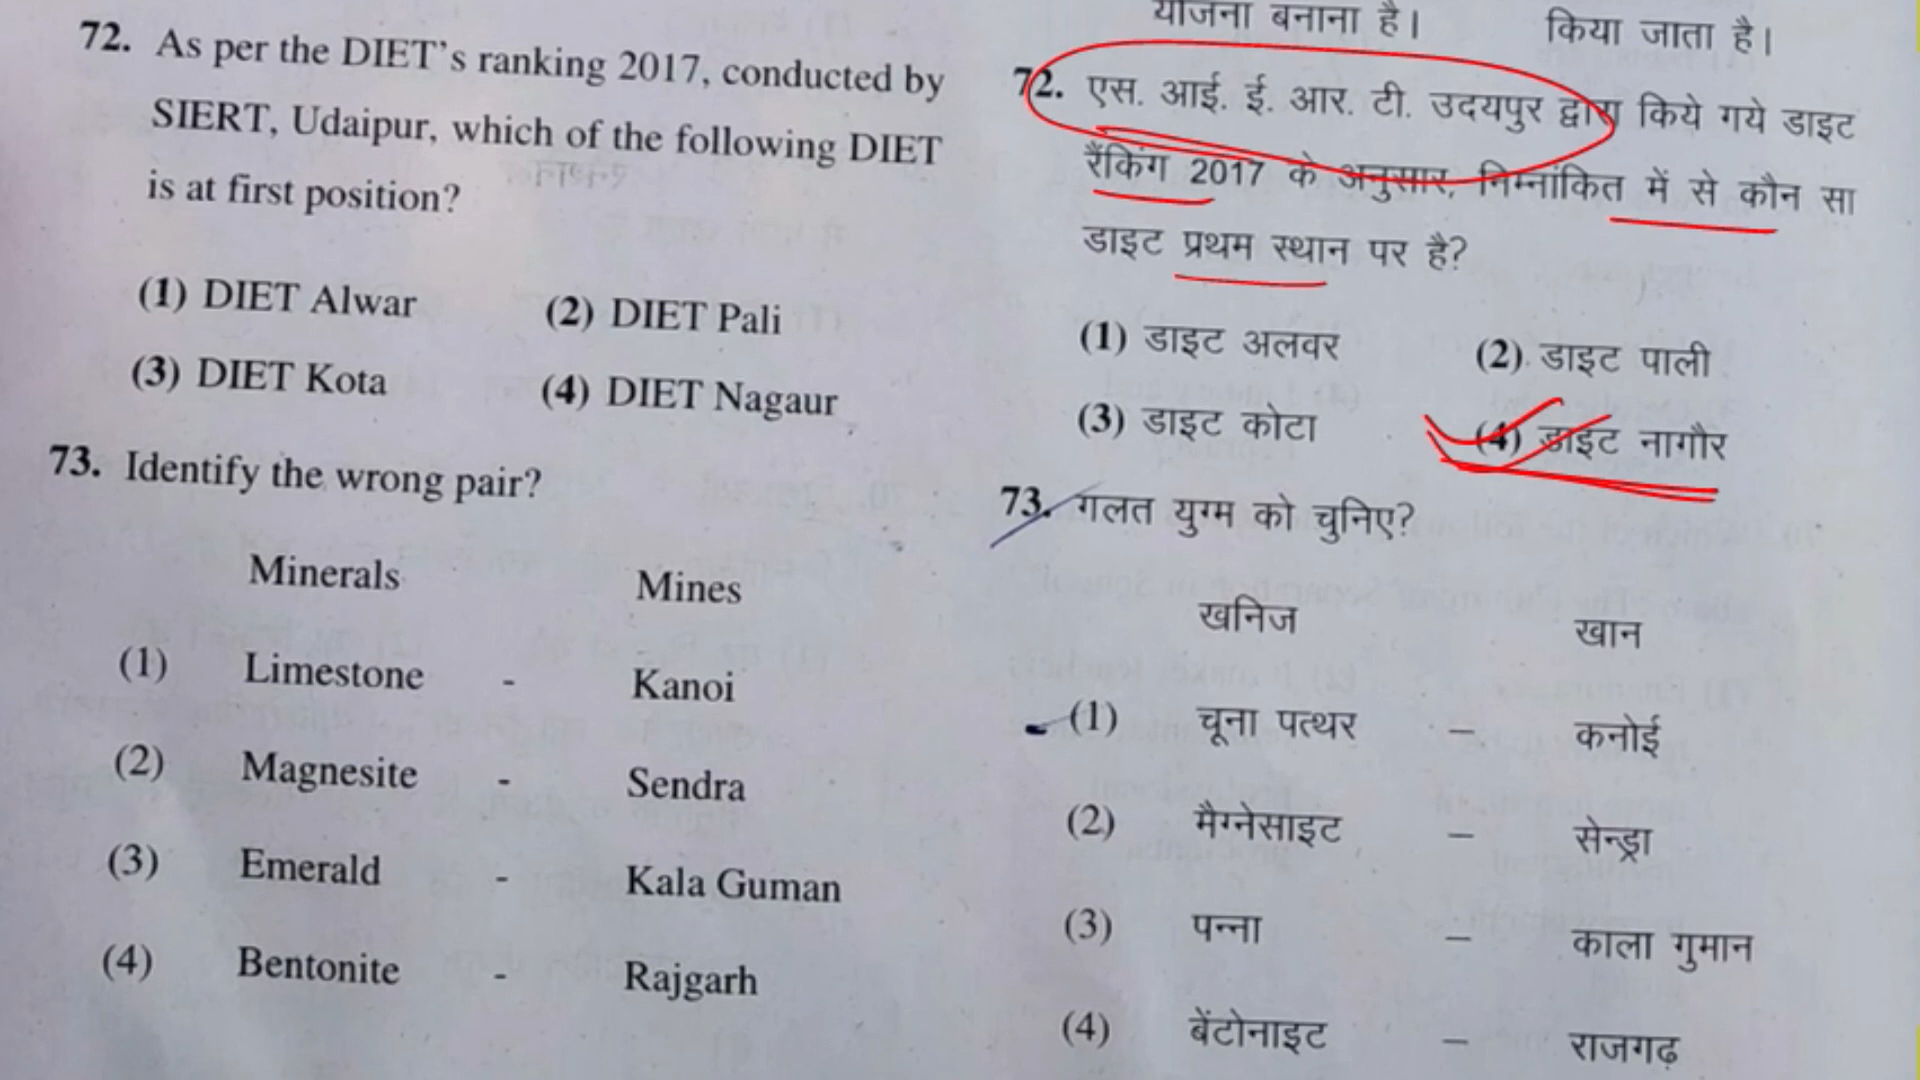 72. As per the DIET's ranking 2017, conducted by
SIERT, Udaipur, which of the following DIET
is at first position?
(1) DIET Alwar (2) DIET Pali
(3) DIET Kota (4) DIET Nagaur
73. Identify the wrong pair?
Minerals Mines
(1) Limestone - Kanoi
(2) Magnesite - Sendra
(3) Emerald - Kala Guman
(4) Bentonite - Rajgarh
योजना बनाना है। किया जाता है।
72. एस. आई. ई. आर. टी. उदयपुर द्वारा किये गये डाइट
रैंकिंग 2017 के अनुसार, निम्नांकित में से कौन सा
डाइट प्रथम स्थान पर है?
(1) डाइट अलवर (2) डाइट पाली
(3) डाइट कोटा (4) डाइट नागौर
73. गलत युग्म को चुनिए?
खनिज खान
(1) चूना पत्थर – कनोई
(2) मैग्नेसाइट – सेन्ड्रा
(3) पन्ना – काला गुमान
(4) बेंटोनाइट – राजगढ़